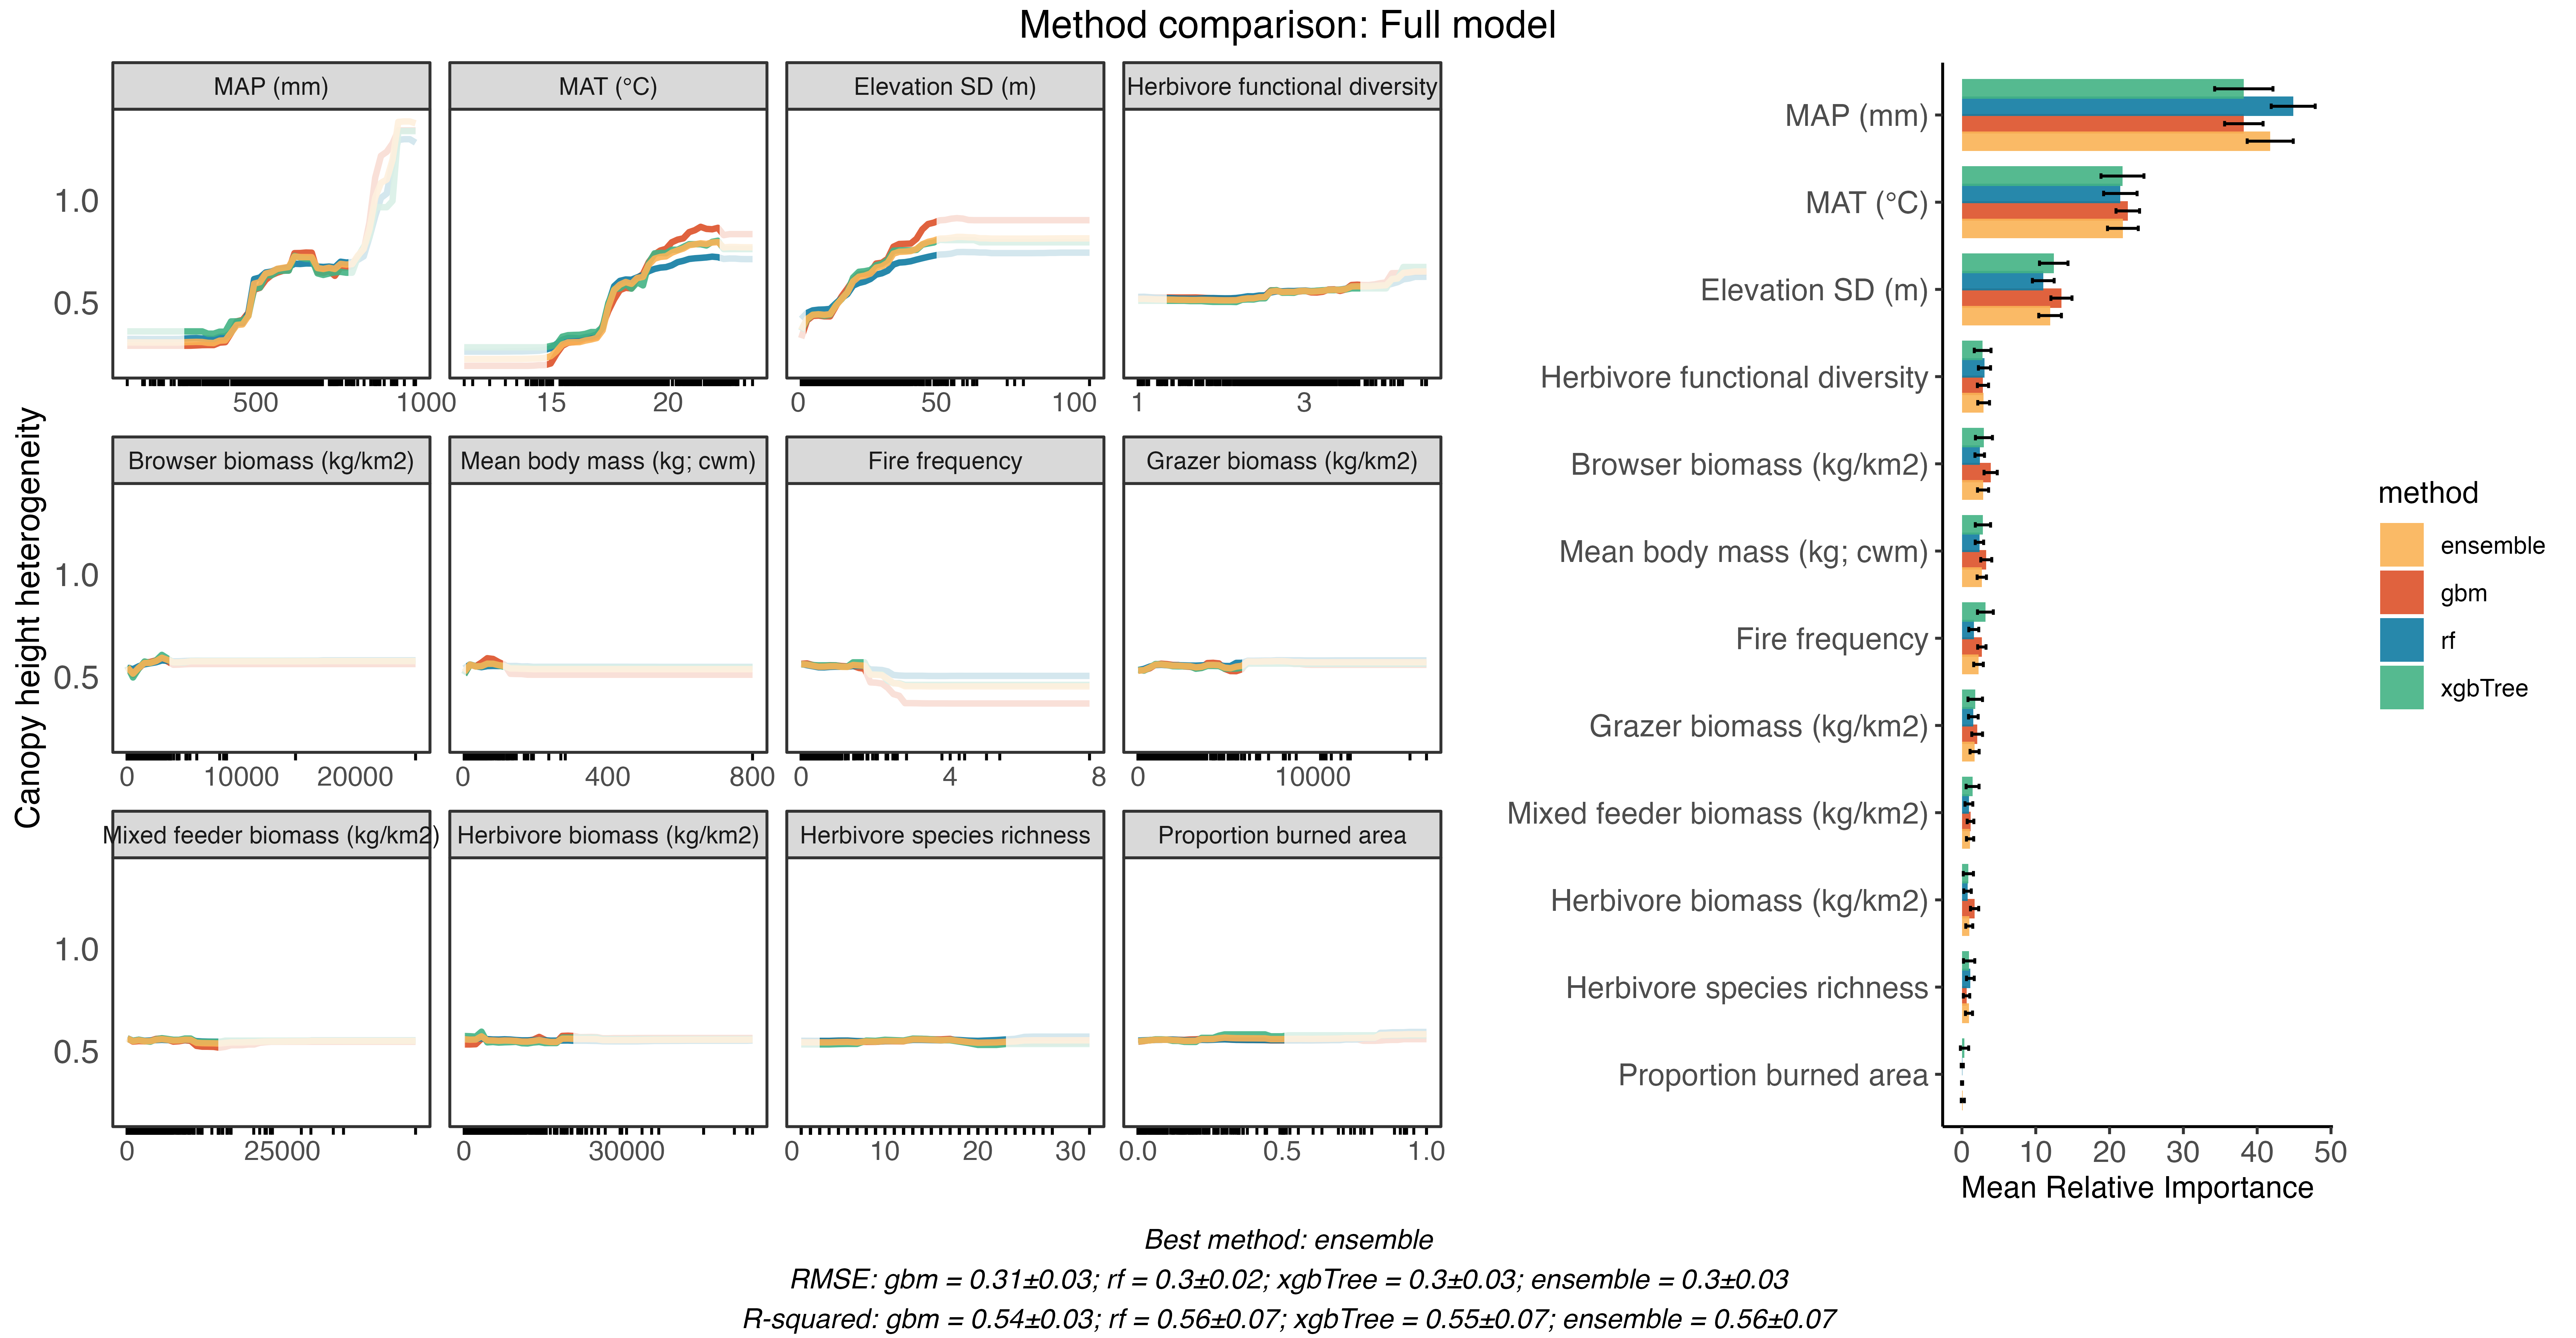 Method comparison: Full model
MAP (mm)
MAT (°C)
Elevation SD (m)
Herbivore functional diversity
1.0
0.5
500
1000
15
20
0
50
100
1
3
Canopy height heterogeneity
Browser biomass (kg/km2)
Mean body mass (kg; cwm)
Fire frequency
Grazer biomass (kg/km2)
1.0
0.5
0
10000
20000
0
400
800
0
4
8
0
10000
Mixed feeder biomass (kg/km2)
Herbivore biomass (kg/km2)
Herbivore species richness
Proportion burned area
1.0
0.5
0
25000
0
30000
0
10
20
30
0.0
0.5
1.0
MAP (mm)
MAT (°C)
Elevation SD (m)
Herbivore functional diversity
Browser biomass (kg/km2)
Mean body mass (kg; cwm)
Fire frequency
Grazer biomass (kg/km2)
Mixed feeder biomass (kg/km2)
Herbivore biomass (kg/km2)
Herbivore species richness
Proportion burned area
0
10
20
30
40
50
Mean Relative Importance
method
ensemble
gbm
rf
xgbTree
Best method: ensemble
RMSE: gbm = 0.31±0.03; rf = 0.3±0.02; xgbTree = 0.3±0.03; ensemble = 0.3±0.03
R-squared: gbm = 0.54±0.03; rf = 0.56±0.07; xgbTree = 0.55±0.07; ensemble = 0.56±0.07